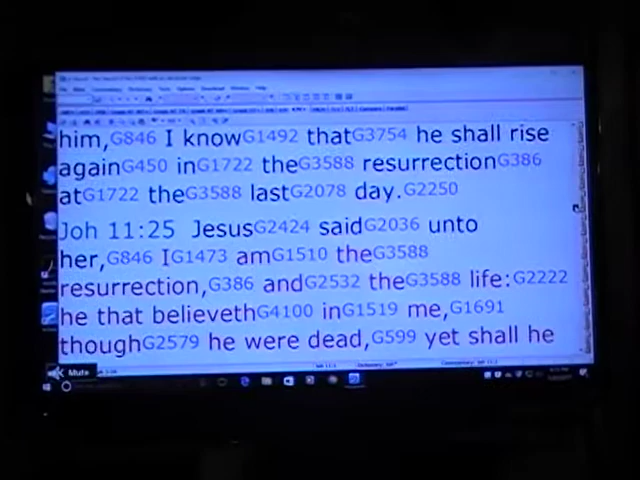 him,G846 I knowG1492 thatG3754 he shall rise
againG450 inG1722 theG3588 resurrectionG386
atG1722 theG3588 lastG2078 day.G2250
Joh 11:25 JesusG2424 saidG2036 unto
her,G846 IG1473 amG1510 theG3588
resurrection,G386 andG2532 theG3588 life:G2222
he that believethG4100 inG1519 me,G1691
thoughG2579 he were dead,G599 yet shall he
Mute